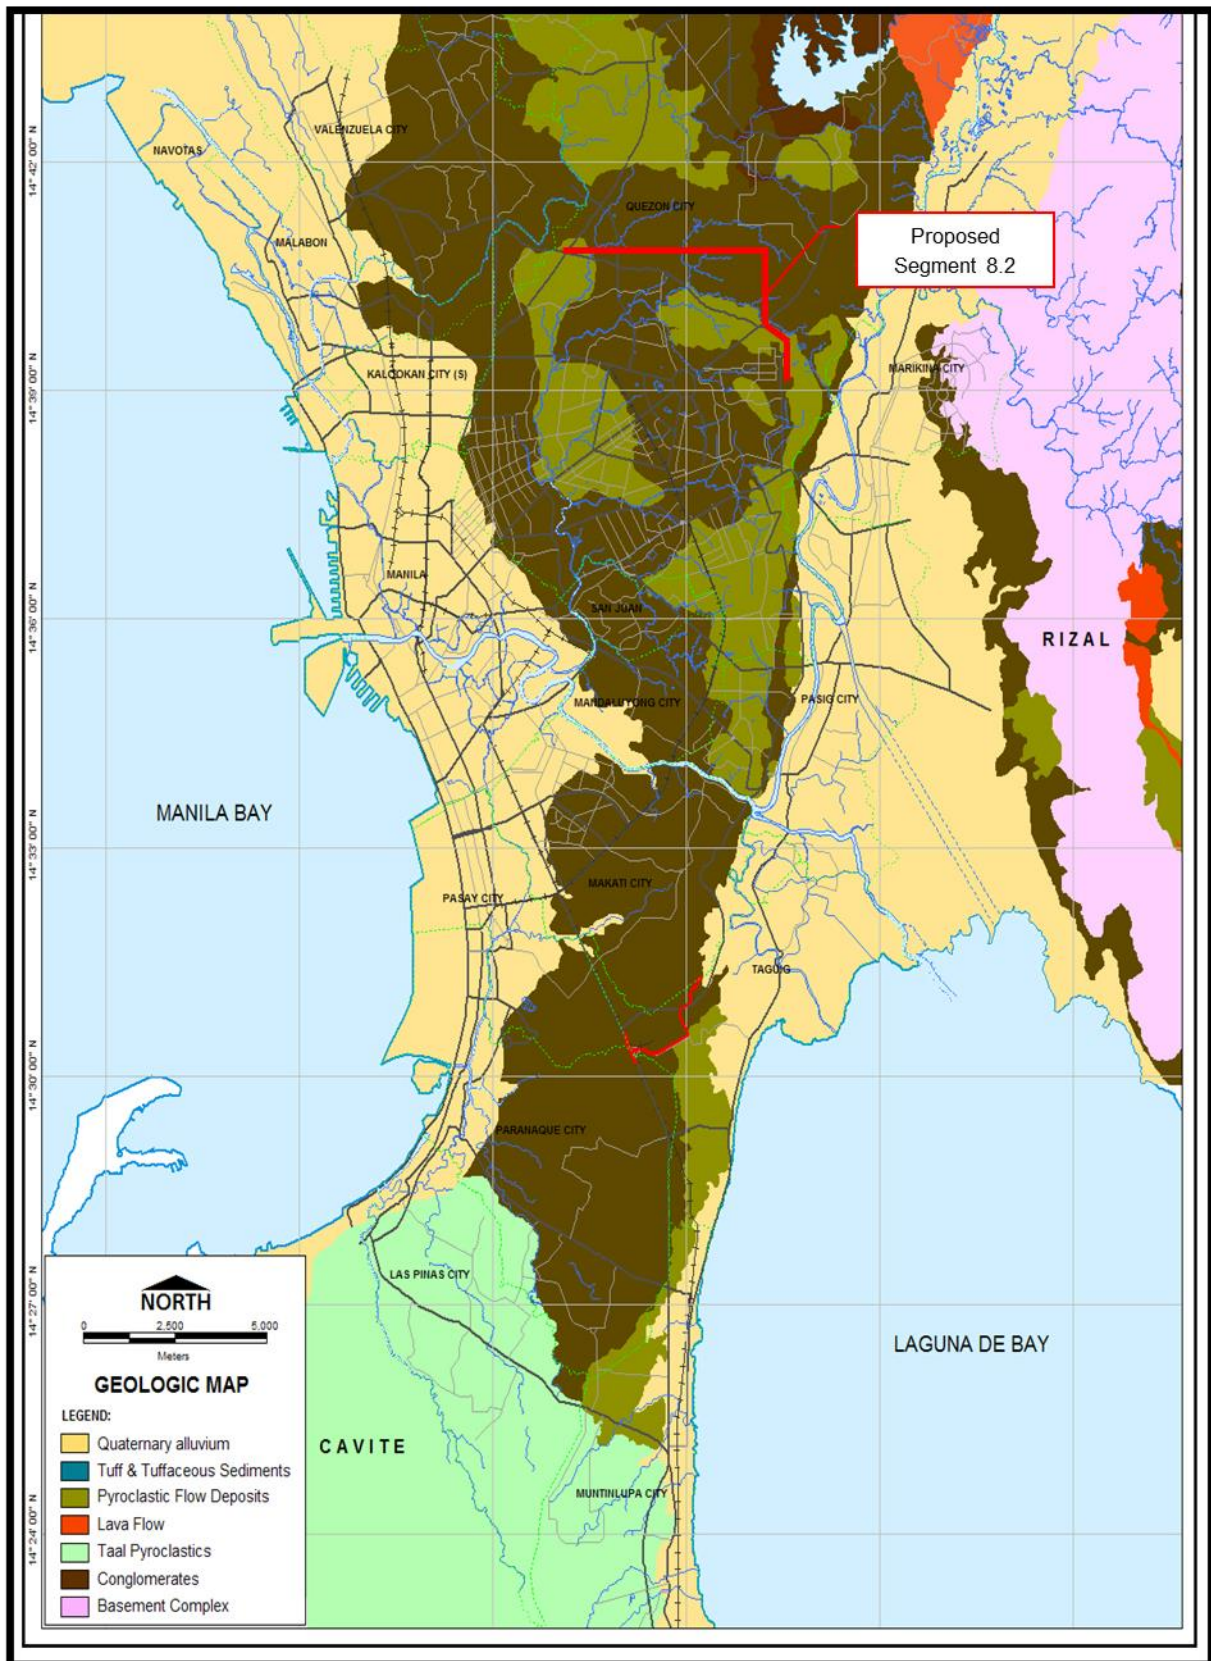 VALENZUELA CITY
NAVOTAS
14° 42' 00" N
QUEZON CITY
Proposed
Segment 8.2
MALABON
KALOOKAN CITY (S)
MARIKINA CITY
14° 39' 00" N
MANILA
SAN JUAN
14° 36' 00" N
RIZAL
MANDALUYONG CITY
PASIG CITY
MANILA BAY
14° 33' 00" N
MAKATI CITY
PASAY CITY
TAGUIG
14° 30' 00" N
PARANAQUE CITY
LAS PINAS CITY
14° 27' 00" N
LAGUNA DE BAY
CAVITE
MUNTINLUPA CITY
14° 24' 00" N
NORTH
0 2.500 5.000
Meters
GEOLOGIC MAP
LEGEND:
Quaternary alluvium
Tuff & Tuffaceous Sediments
Pyroclastic Flow Deposits
Lava Flow
Taal Pyroclastics
Conglomerates
Basement Complex